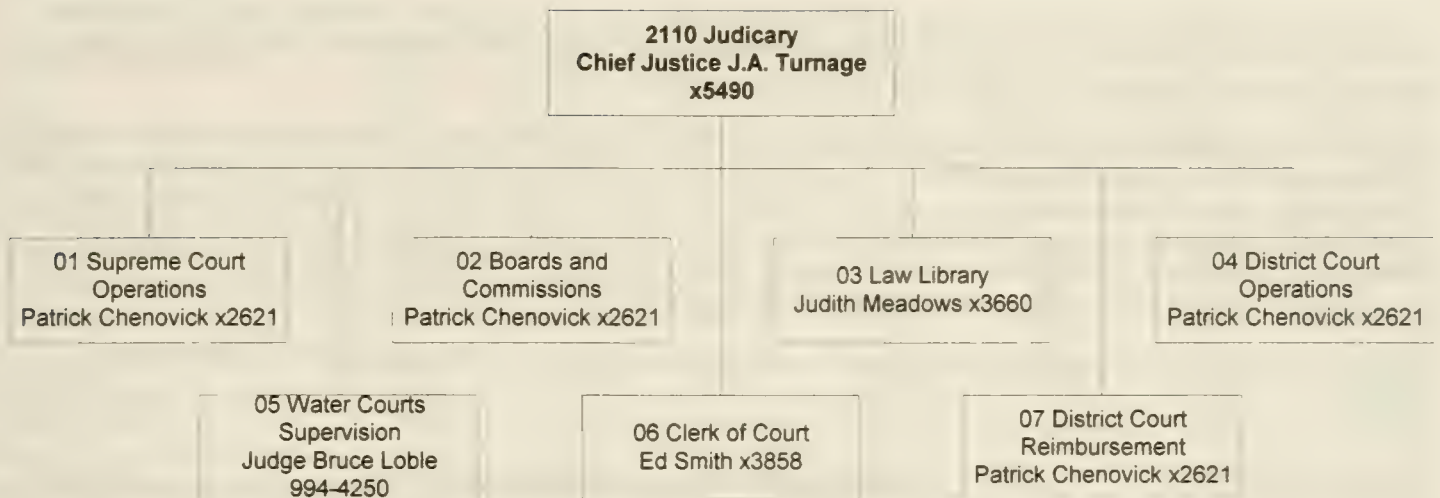 2110 Judicary
Chief Justice J.A. Turnage
x5490
01 Supreme Court
Operations
Patrick Chenovick x2621
02 Boards and
Commissions
Patrick Chenovick x2621
03 Law Library
Judith Meadows x3660
04 District Court
Operations
Patrick Chenovick x2621
05 Water Courts
Supervision
Judge Bruce Loble
994-4250
06 Clerk of Court
Ed Smith x3858
07 District Court
Reimbursement
Patrick Chenovick x2621